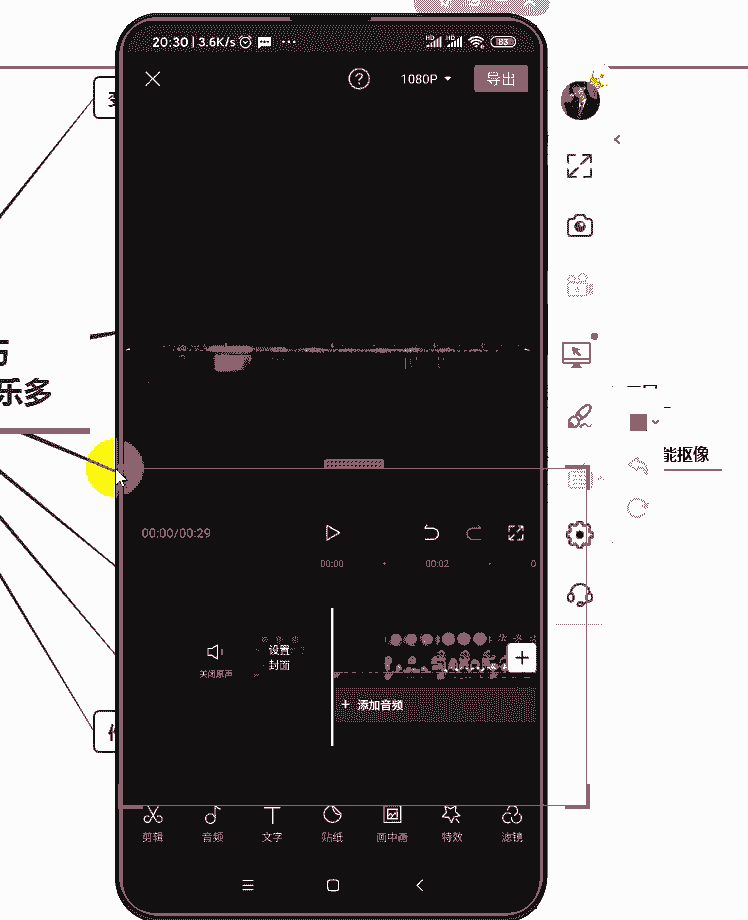 20:30 | 3.6K/s
83
1080P
导出
乐多
能抠像
00:00/00:29
00:00
00:02
0
关闭原声
设置
封面
+ 添加音频
剪辑
音频
文字
贴纸
画中画
特效
滤镜